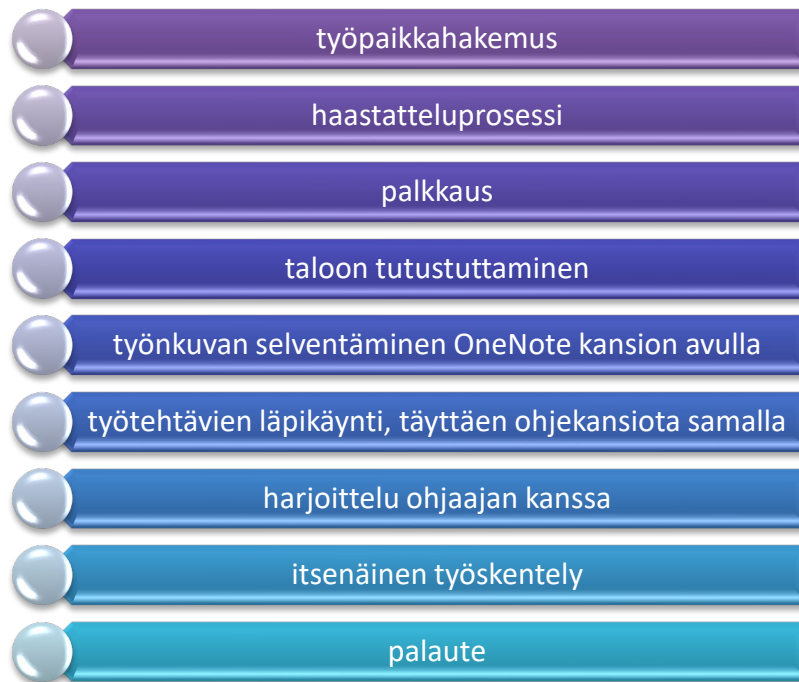 työpaikkahakemus
haastatteluprosessi
palkkaus
taloon tutustuttaminen
työnkuvan selventäminen OneNote kansion avulla
työtehtävien läpikäynti, täyttäen ohjekansiota samalla
harjoittelu ohjaajan kanssa
itsenäinen työskentely
palaute